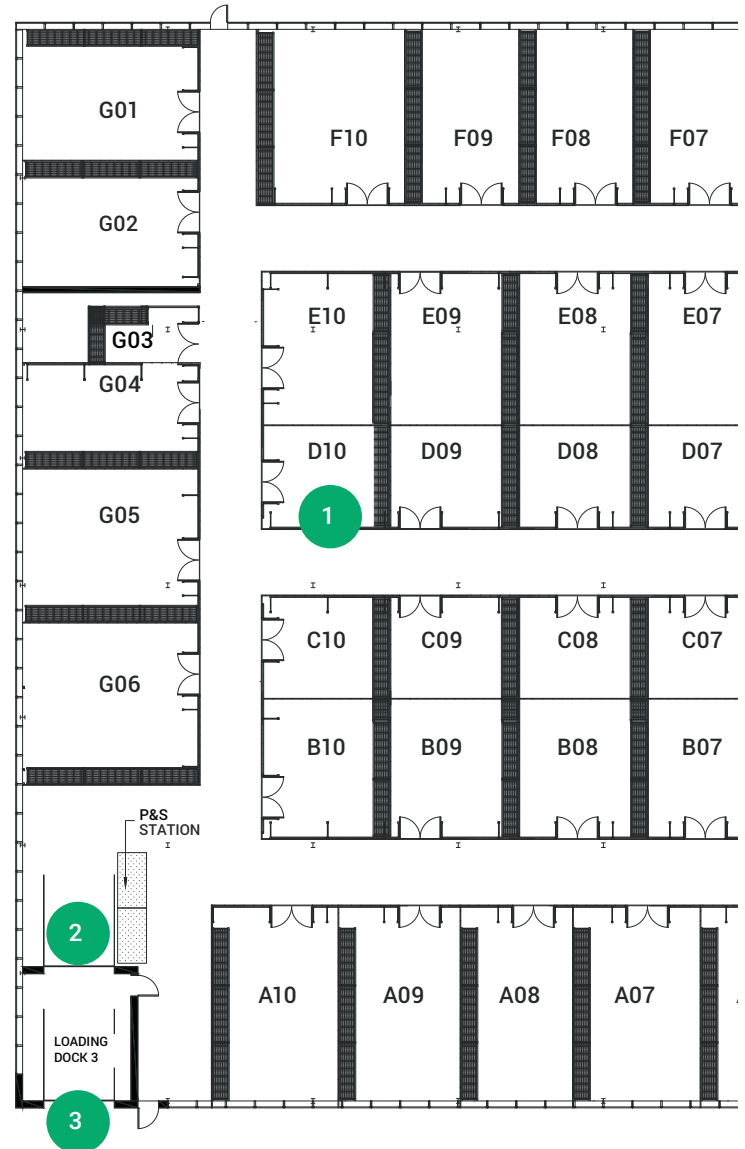 G01
F10
F09
F08
F07
G02
E10
E09
E08
E07
G03
G04
D10
D09
D08
D07
1
G05
C10
C09
C08
C07
G06
B10
B09
B08
B07
P&S
STATION
2
A10
A09
A08
A07
LOADING
DOCK 3
3